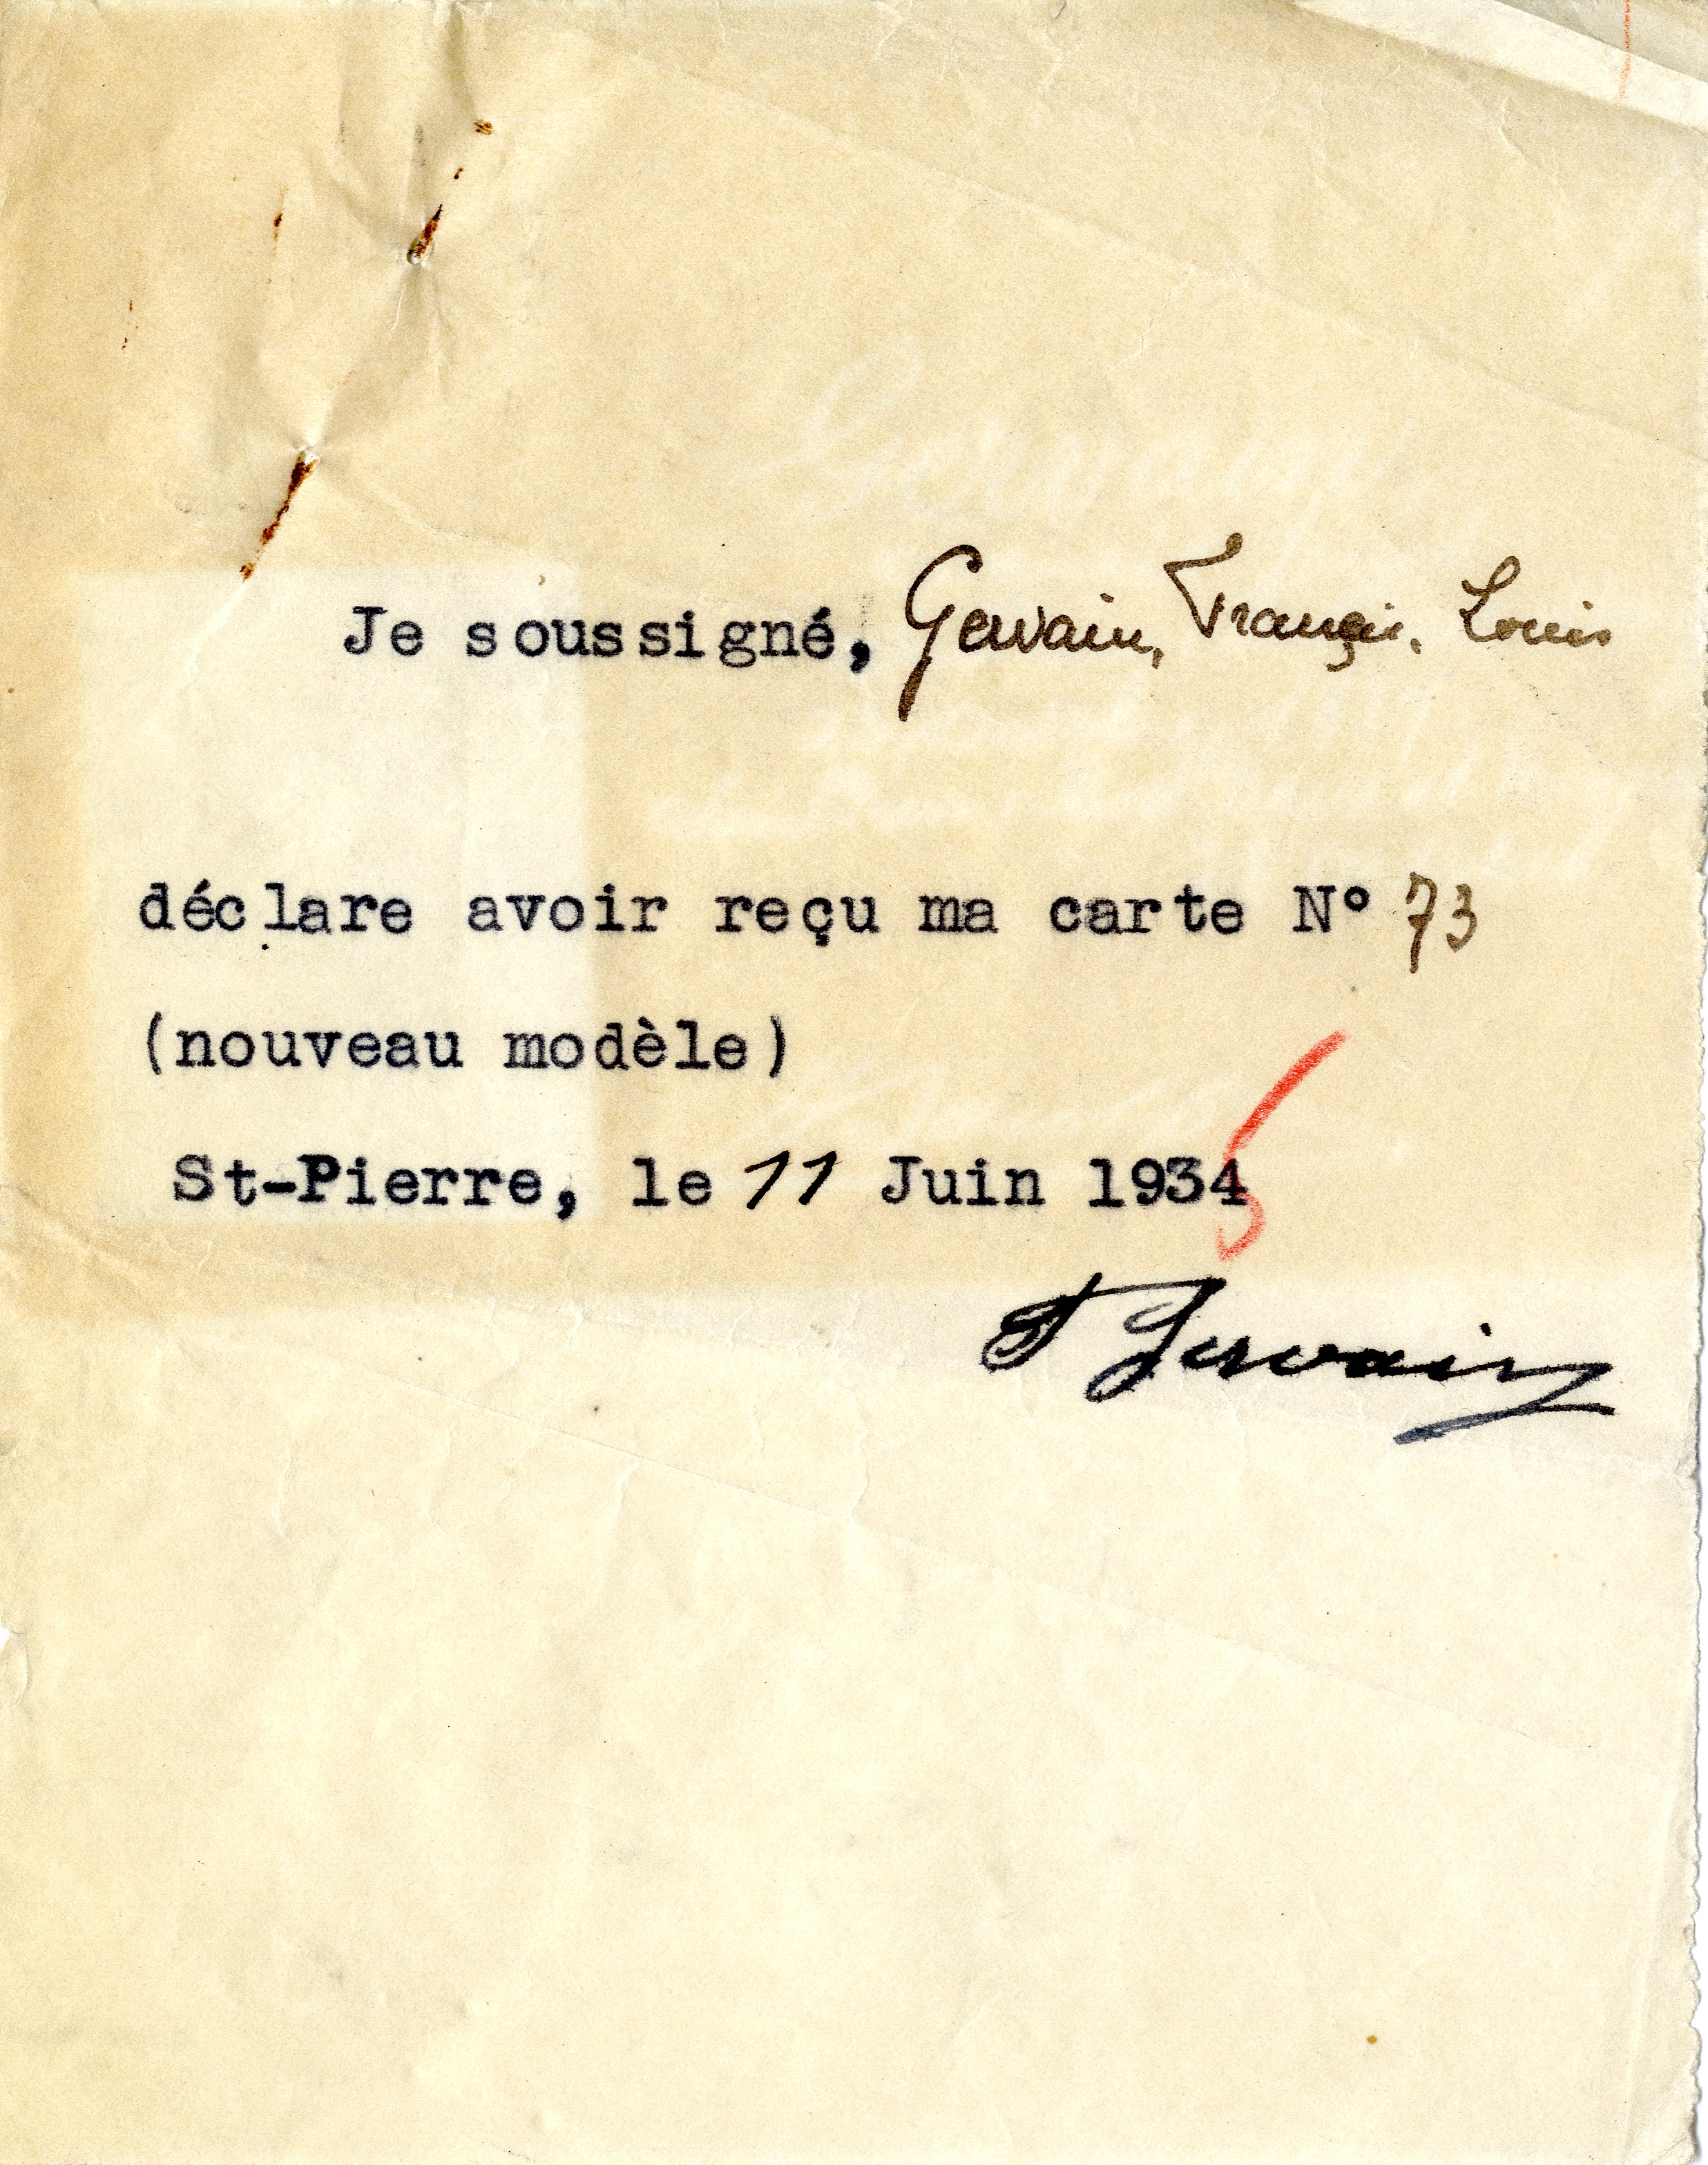 Je soussigné, Gervain, François, Louis
déclare avoir reçu ma carte N° 73
(nouveau modèle)
St-Pierre, le 11 Juin 1934
Gervain